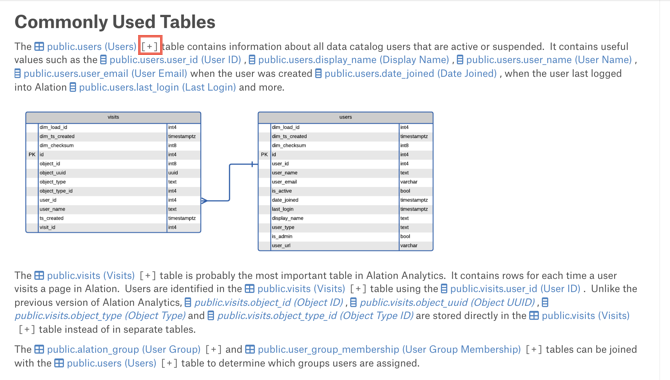 Commonly Used Tables
The public.users (Users) [+] table contains information about all data catalog users that are active or suspended. It contains useful
values such as the public.users.user_id (User ID) , public.users.display_name (Display Name) , public.users.user_name (User Name) ,
public.users.user_email (User Email) when the user was created public.users.date_joined (Date Joined) , when the user last logged
into Alation public.users.last_login (Last Login) and more.
visits
dim_load_id int4
dim_ts_created timestamptz
dim_checksum int8
PK id int4
object_id int8
object_uuid uuid
object_type text
object_type_id int4
user_id int4
user_name text
ts_created timestamptz
visit_id int4
users
dim_load_id int4
dim_ts_created timestamptz
dim_checksum int4
PK id int4
user_id int4
user_name text
user_email varchar
is_active bool
date_joined timestamptz
last_login timestamptz
display_name text
user_type text
is_admin bool
user_url varchar
The public.visits (Visits) [+] table is probably the most important table in Alation Analytics. It contains rows for each time a user
visits a page in Alation. Users are identified in the public.visits (Visits) [+] table using the public.visits.user_id (User ID) . Unlike the
previous version of Alation Analytics, public.visits.object_id (Object ID) , public.visits.object_uuid (Object UUID) ,
public.visits.object_type (Object Type) and public.visits.object_type_id (Object Type ID) are stored directly in the public.visits (Visits)
[+] table instead of in separate tables.
The public.alation_group (User Group) [+] and public.user_group_membership (User Group Membership) [+] tables can be joined
with the public.users (Users) [+] table to determine which groups users are assigned.